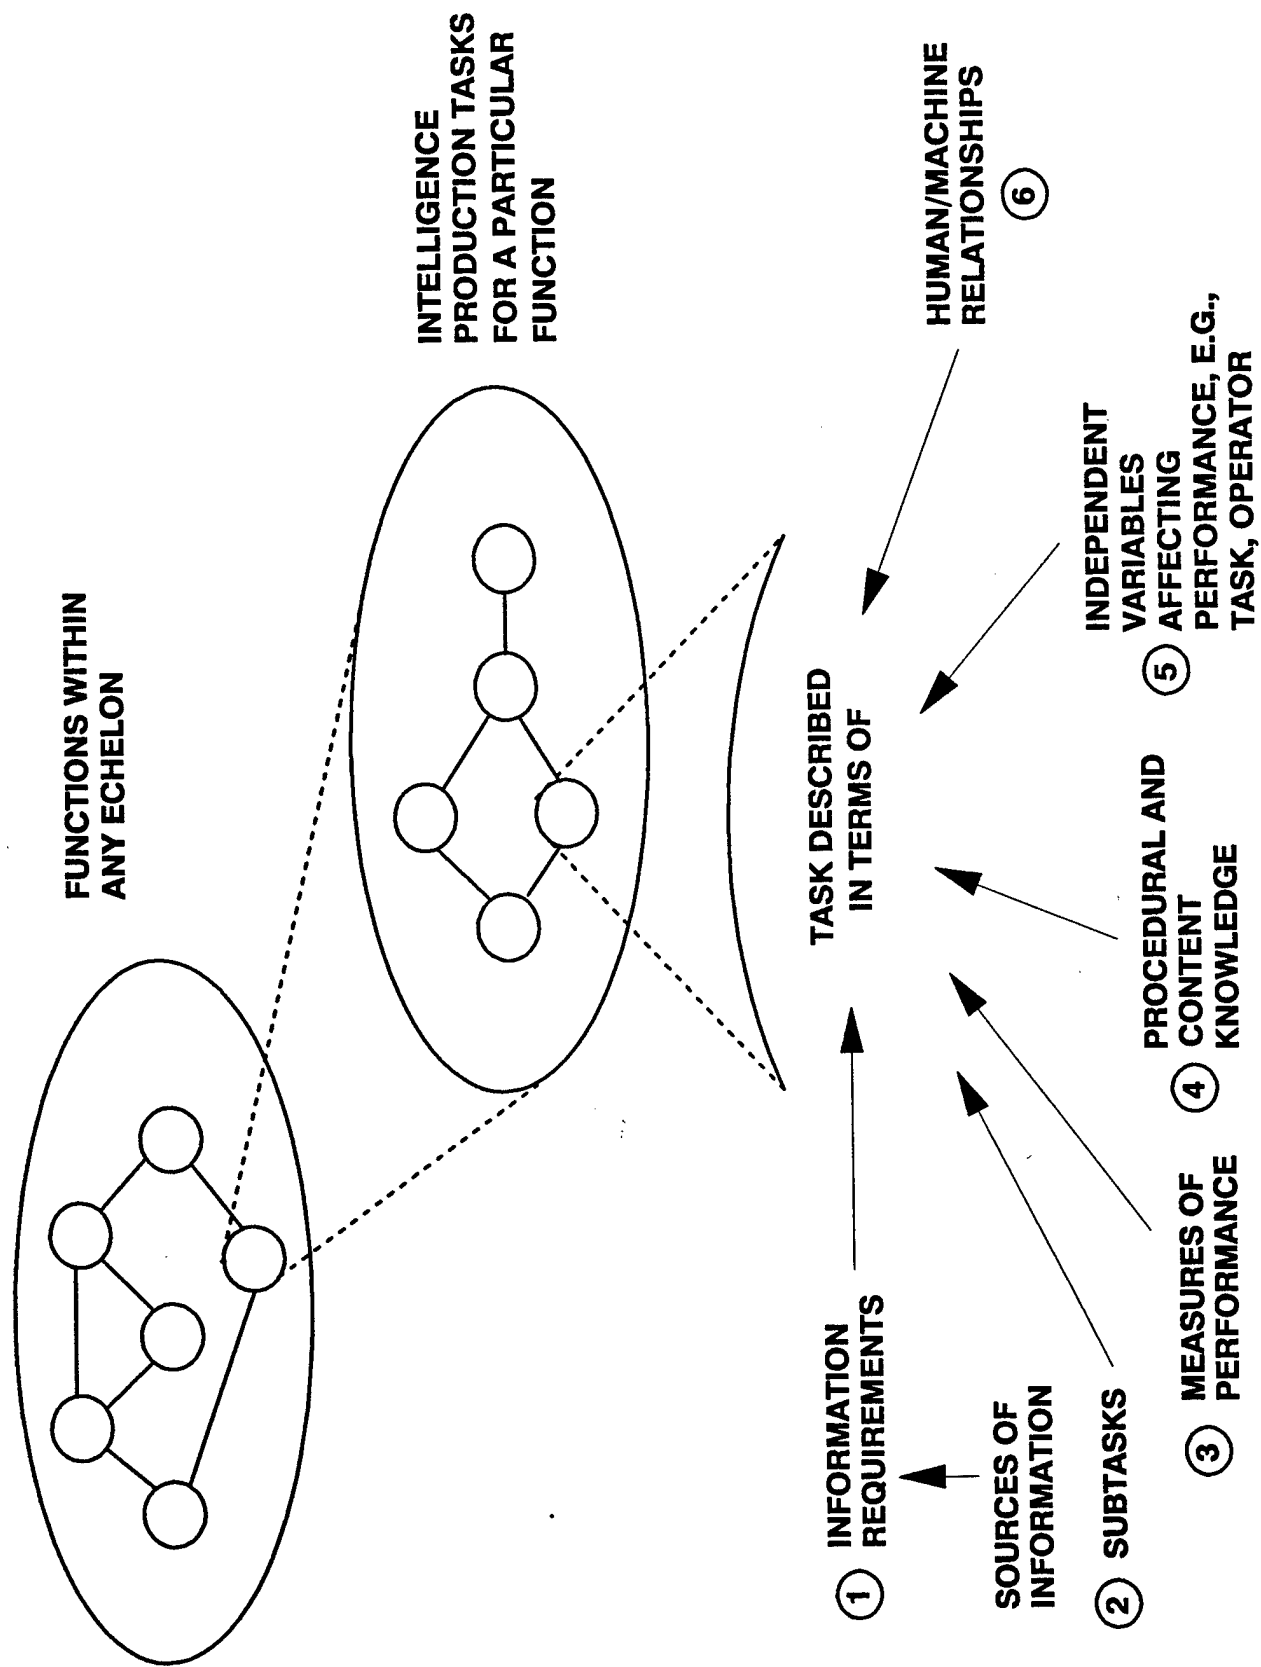 FUNCTIONS WITHIN
ANY ECHELON
INTELLIGENCE
PRODUCTION TASKS
FOR A PARTICULAR
FUNCTION
TASK DESCRIBED
IN TERMS OF
1 INFORMATION
REQUIREMENTS
SOURCES OF
INFORMATION
2 SUBTASKS
3 MEASURES OF
PERFORMANCE
4 PROCEDURAL AND
CONTENT
KNOWLEDGE
5 INDEPENDENT
VARIABLES
AFFECTING
PERFORMANCE, E.G.,
TASK, OPERATOR
HUMAN/MACHINE
RELATIONSHIPS
6